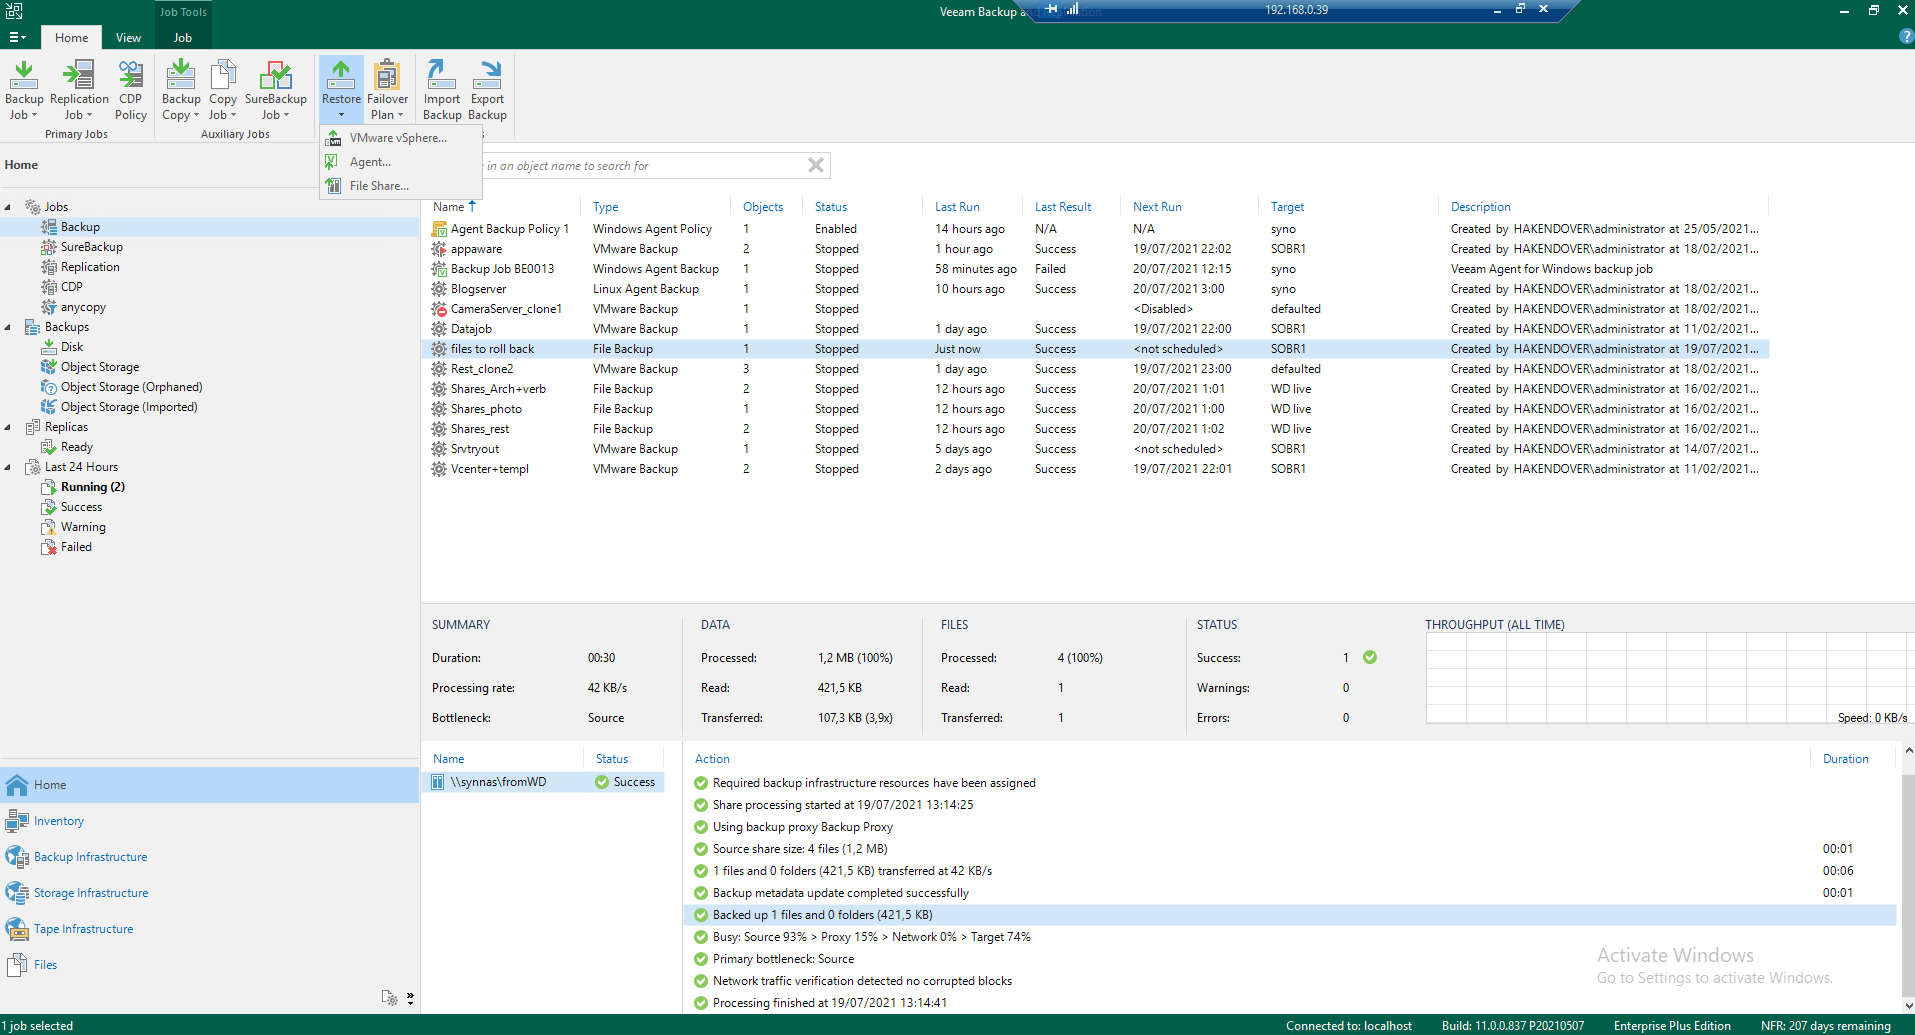 Job Tools
Veeam Backup an
ation
192.168.0.39
Home
View
Job
Backup Job
Replication Job
CDP Policy
Backup Copy
Copy Job
SureBackup Job
Restore
Failover Plan
Import Backup
Export Backup
Primary Jobs
Auxiliary Jobs
s
VMware vSphere...
Agent...
File Share...
Home
in an object name to search for
Jobs
Backup
SureBackup
Replication
CDP
anycopy
Backups
Disk
Object Storage
Object Storage (Orphaned)
Object Storage (Imported)
Replicas
Ready
Last 24 Hours
Running (2)
Success
Warning
Failed
Name Type Objects Status Last Run Last Result Next Run Target Description
Agent Backup Policy 1 Windows Agent Policy 1 Enabled 14 hours ago N/A N/A syno Created by HAKENDOVER\administrator at 25/05/2021...
appaware VMware Backup 2 Stopped 1 hour ago Success 19/07/2021 22:02 SOBR1 Created by HAKENDOVER\administrator at 18/02/2021...
Backup Job BE0013 Windows Agent Backup 1 Stopped 58 minutes ago Failed 20/07/2021 12:15 syno Veeam Agent for Windows backup job
Blogserver Linux Agent Backup 1 Stopped 10 hours ago Success 20/07/2021 3:00 syno Created by HAKENDOVER\administrator at 18/02/2021...
CameraServer_clone1 VMware Backup 1 Stopped <Disabled> defaulted Created by HAKENDOVER\administrator at 18/02/2021...
Datajob VMware Backup 1 Stopped 1 day ago Success 19/07/2021 22:00 SOBR1 Created by HAKENDOVER\administrator at 11/02/2021...
files to roll back File Backup 1 Stopped Just now Success <not scheduled> SOBR1 Created by HAKENDOVER\administrator at 19/07/2021...
Rest_clone2 VMware Backup 3 Stopped 1 day ago Success 19/07/2021 23:00 defaulted Created by HAKENDOVER\administrator at 18/02/2021...
Shares_Arch+verb File Backup 2 Stopped 12 hours ago Success 20/07/2021 1:01 WD live Created by HAKENDOVER\administrator at 16/02/2021...
Shares_photo File Backup 1 Stopped 12 hours ago Success 20/07/2021 1:00 WD live Created by HAKENDOVER\administrator at 16/02/2021...
Shares_rest File Backup 2 Stopped 12 hours ago Success 20/07/2021 1:02 WD live Created by HAKENDOVER\administrator at 16/02/2021...
Srvtryout VMware Backup 1 Stopped 5 days ago Success <not scheduled> SOBR1 Created by HAKENDOVER\administrator at 14/07/2021...
Vcenter+templ VMware Backup 2 Stopped 2 days ago Success 19/07/2021 22:01 SOBR1 Created by HAKENDOVER\administrator at 11/02/2021...
SUMMARY
Duration: 00:30
Processing rate: 42 KB/s
Bottleneck: Source
DATA
Processed: 1,2 MB (100%)
Read: 421,5 KB
Transferred: 107,3 KB (3,9x)
FILES
Processed: 4 (100%)
Read: 1
Transferred: 1
STATUS
Success: 1
Warnings: 0
Errors: 0
THROUGHPUT (ALL TIME)
Speed: 0 KB/s
Name Status
\\synnas\fromWD Success
Action Duration
Required backup infrastructure resources have been assigned
Share processing started at 19/07/2021 13:14:25
Using backup proxy Backup Proxy
Source share size: 4 files (1,2 MB) 00:01
1 files and 0 folders (421,5 KB) transferred at 42 KB/s 00:06
Backup metadata update completed successfully 00:01
Backed up 1 files and 0 folders (421,5 KB)
Busy: Source 93% > Proxy 15% > Network 0% > Target 74%
Primary bottleneck: Source
Network traffic verification detected no corrupted blocks
Processing finished at 19/07/2021 13:14:41
Home
Inventory
Backup Infrastructure
Storage Infrastructure
Tape Infrastructure
Files
Activate Windows
Go to Settings to activate Windows.
1 job selected
Connected to: localhost
Build: 11.0.0.837 P20210507
Enterprise Plus Edition
NFR: 207 days remaining